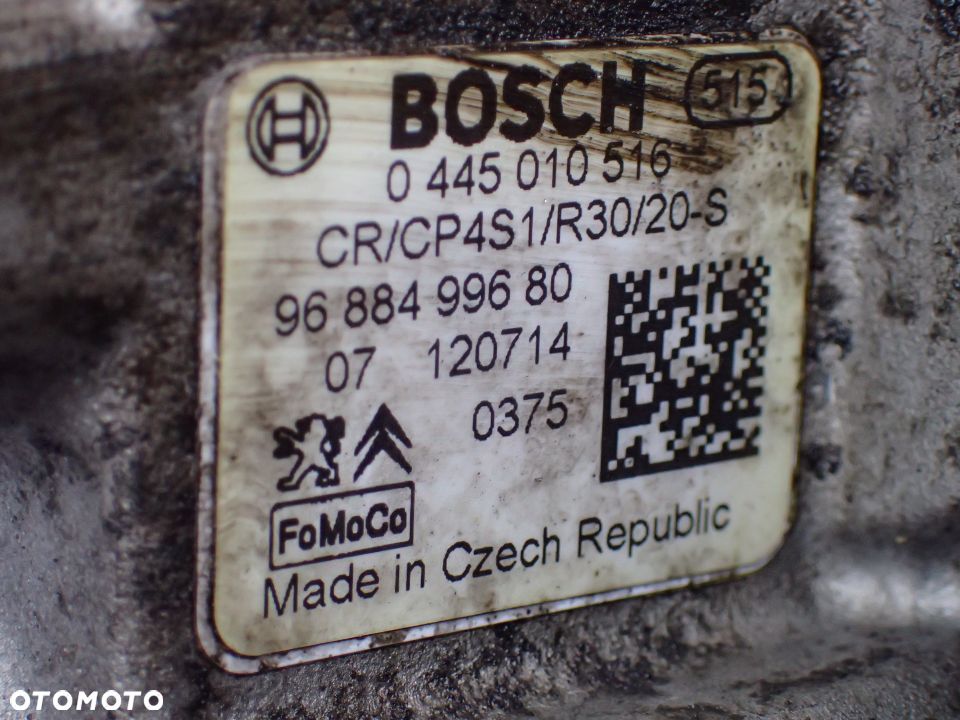 BOSCH 515
0 445 010 516
CR/CP4S1/R30/20-S
96 884 996 80
07 120714
0375
FoMoCo
Made in Czech Republic
OTOMOTO